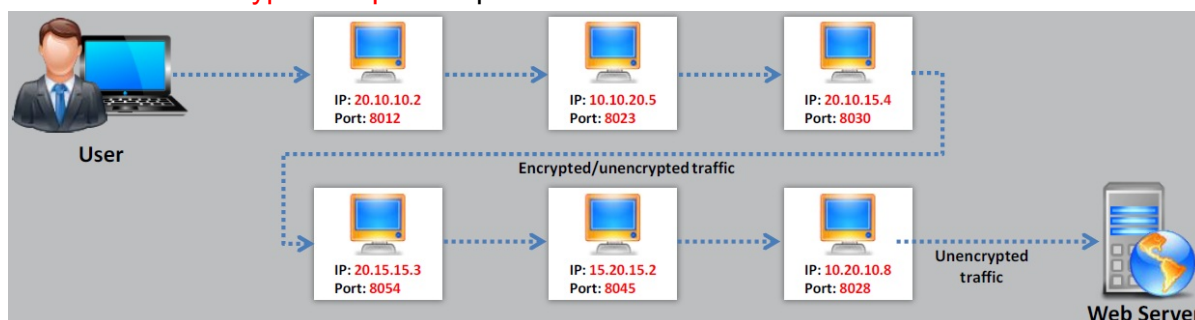 IP: 20.10.10.2
Port: 8012
IP: 10.10.20.5
Port: 8023
IP: 20.10.15.4
Port: 8030
User
Encrypted/unencrypted traffic
IP: 20.15.15.3
Port: 8054
IP: 15.20.15.2
Port: 8045
IP: 10.20.10.8
Port: 8028
Unencrypted
traffic
Web Server